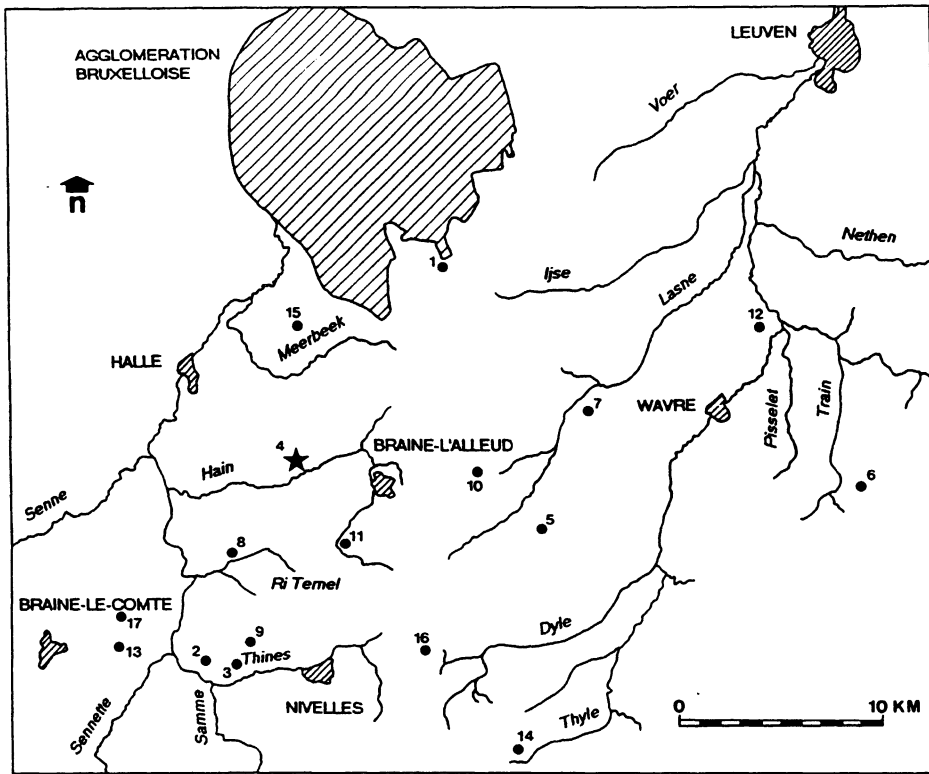 AGGLOMERATION
BRUXELLOISE
LEUVEN
Voer
n
Nethen
1
Ijse
Lasne
15
12
Meerbeek
HALLE
7
WAVRE
Pisselet
Train
4
BRAINE-L'ALLEUD
Hain
10
6
Senne
5
8
11
Ri Ternel
BRAINE-LE-COMTE
17
9
Dyle
13
2
3
Thines
16
NIVELLES
0 10 KM
Sennette
Samme
14
Thyle